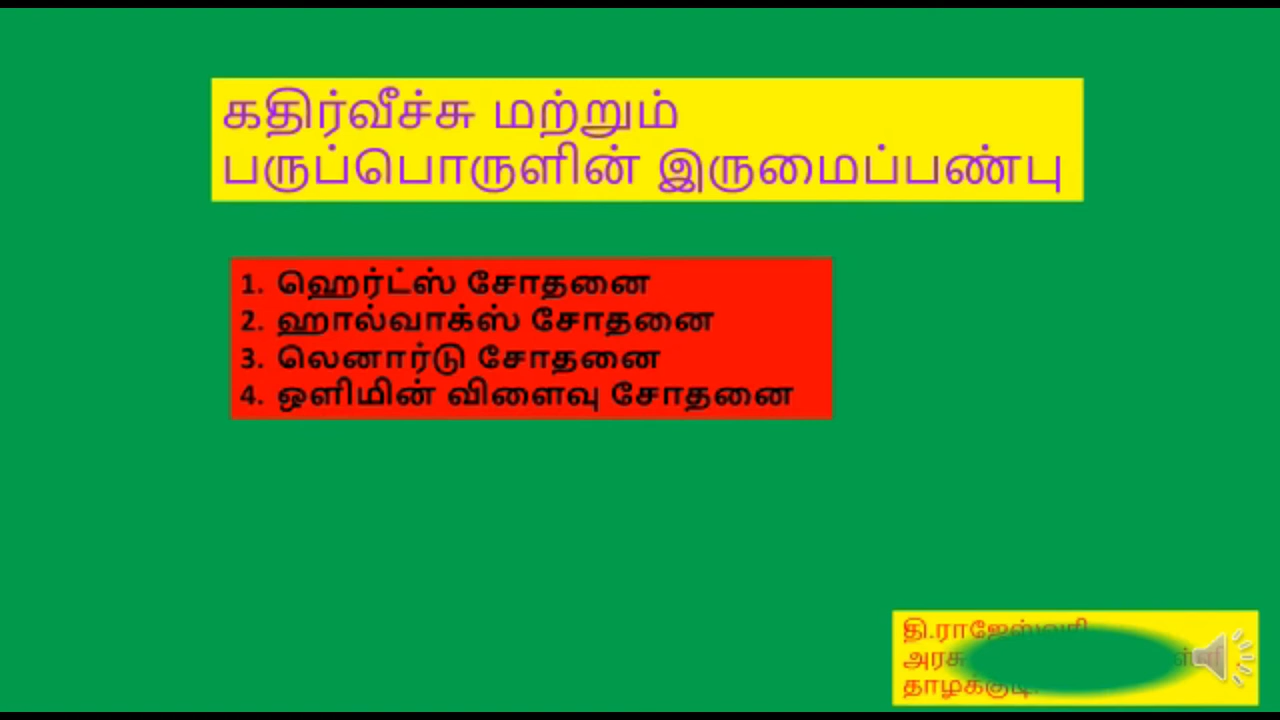 கதிர்வீச்சு மற்றும்
பருப்பொருளின் இருமைப்பண்பு
1. ஹெர்ட்ஸ் சோதனை
2. ஹால்வாக்ஸ் சோதனை
3. லெனார்டு சோதனை
4. ஒளிமின் விளைவு சோதனை
தி.ராஜேஸ்வரி
அரசு
தாழக்குடி.